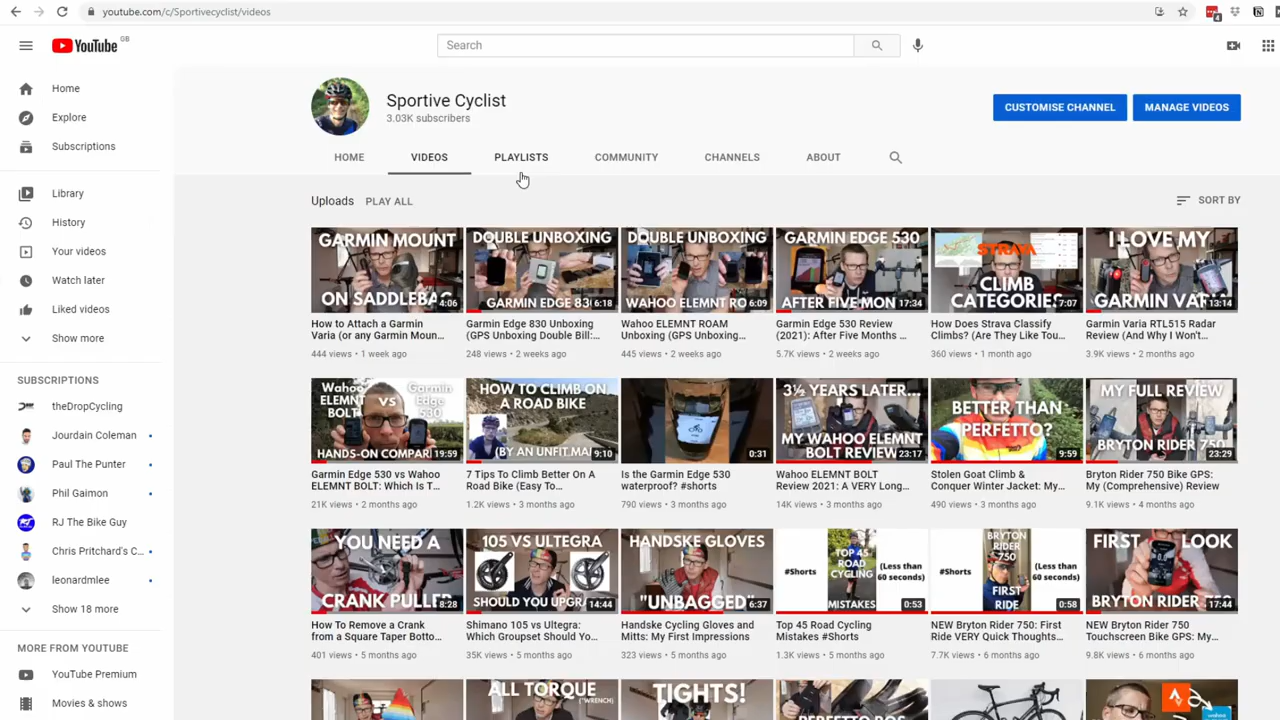 youtube.com/c/Sportivecyclist/videos
4
YouTube GB
Search
Home
Explore
Subscriptions
Library
History
Your videos
Watch later
Liked videos
Show more
SUBSCRIPTIONS
theDropCycling
Jourdain Coleman
Paul The Punter
Phil Gaimon
RJ The Bike Guy
Chris Pritchard's C...
leonardmlee
Show 18 more
MORE FROM YOUTUBE
YouTube Premium
Movies & shows
Sportive Cyclist
3.03K subscribers
CUSTOMISE CHANNEL
MANAGE VIDEOS
HOME
VIDEOS
PLAYLISTS
COMMUNITY
CHANNELS
ABOUT
Uploads
PLAY ALL
SORT BY
GARMIN MOUNT
ON SADDLEBA
4:06
How to Attach a Garmin
Varia (or any Garmin Moun...
444 views • 1 week ago
DOUBLE UNBOXING
GARMIN EDGE 83
6:18
Garmin Edge 830 Unboxing
(GPS Unboxing Double Bill:...
248 views • 2 weeks ago
DOUBLE UNBOXING
WAHOO ELEMNT RO
6:09
Wahoo ELEMNT ROAM
Unboxing (GPS Unboxing...
445 views • 2 weeks ago
GARMIN EDGE 530
AFTER FIVE MON
17:34
Garmin Edge 530 Review
(2021): After Five Months ...
5.7K views • 2 weeks ago
STRAVA
CLIMB
CATEGORIE
7:07
How Does Strava Classify
Climbs? (Are They Like Tou...
360 views • 1 month ago
I LOVE MY
GARMIN VAR
13:14
Garmin Varia RTL515 Radar
Review (And Why I Won't...
3.9K views • 2 months ago
Wahoo
ELEMNT
BOLT
VS
Garmin
Edge
530
HANDS-ON COMPARI
19:59
Garmin Edge 530 vs Wahoo
ELEMNT BOLT: Which Is T...
21K views • 2 months ago
HOW TO CLIMB ON
A ROAD BIKE
(BY AN UNFIT MA
9:10
7 Tips To Climb Better On A
Road Bike (Easy To...
1.2K views • 3 months ago
0:31
Is the Garmin Edge 530
waterproof? #shorts
790 views • 3 months ago
3½ YEARS LATER...
MY WAHOO ELEMNT
BOLT REVIEW
23:17
Wahoo ELEMNT BOLT
Review 2021: A VERY Long...
14K views • 3 months ago
BETTER THAN
PERFETTO?
9:59
Stolen Goat Climb &
Conquer Winter Jacket: My...
490 views • 3 months ago
MY FULL REVIEW
BRYTON RIDER 750
23:29
Bryton Rider 750 Bike GPS:
My (Comprehensive) Review
9.1K views • 4 months ago
YOU NEED A
CRANK PULLE
8:28
How To Remove a Crank
from a Square Taper Botto...
401 views • 5 months ago
105 VS ULTEGRA
SHOULD YOU UPGR
14:44
Shimano 105 vs Ultegra:
Which Groupset Should Yo...
35K views • 5 months ago
HANDSKE GLOVES
"UNBAGGED"
6:37
Handske Cycling Gloves and
Mitts: My First Impressions
323 views • 5 months ago
#Shorts
TOP 45
ROAD
CYCLING
MISTAKES
(Less than
60 seconds)
0:53
Top 45 Road Cycling
Mistakes #Shorts
1.3K views • 5 months ago
#Shorts
BRYTON
RIDER
750
FIRST
RIDE
(Less than
60 seconds)
0:58
NEW Bryton Rider 750: First
Ride VERY Quick Thoughts...
7.7K views • 6 months ago
FIRST LOOK
BRYTON RIDER 7
17:44
NEW Bryton Rider 750
Touchscreen Bike GPS: My...
9.8K views • 6 months ago
ALL TORQUE
(*WRENCH)
TIGHTS!